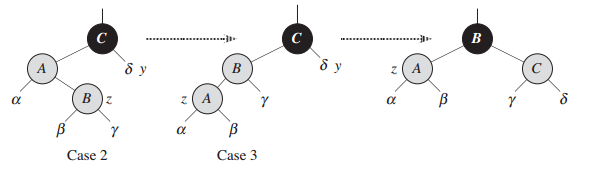 C C B
A δ y B δ y z A C
α B z z A γ α β γ δ
β γ α β
Case 2 Case 3